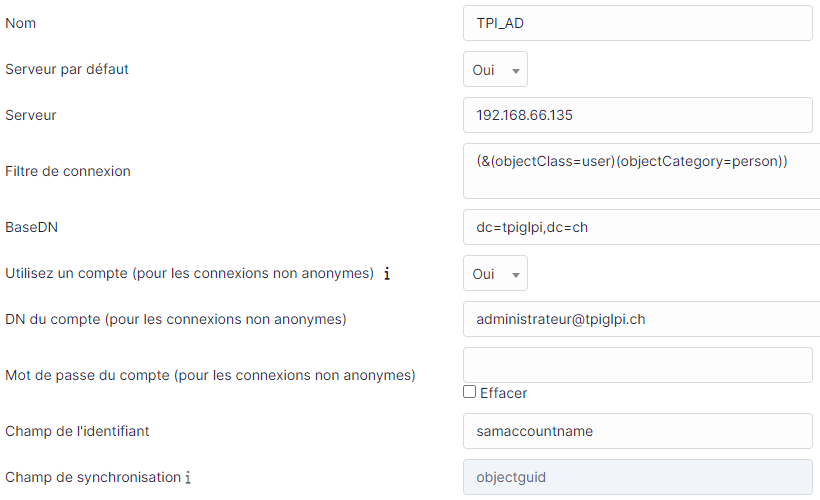 Nom TPI_AD
Serveur par défaut Oui
Serveur 192.168.66.135
Filtre de connexion (&(objectClass=user)(objectCategory=person))
BaseDN dc=tpiglpi,dc=ch
Utilisez un compte (pour les connexions non anonymes) i Oui
DN du compte (pour les connexions non anonymes) administrateur@tpiglpi.ch
Mot de passe du compte (pour les connexions non anonymes)
Effacer
Champ de l'identifiant samaccountname
Champ de synchronisation i objectguid